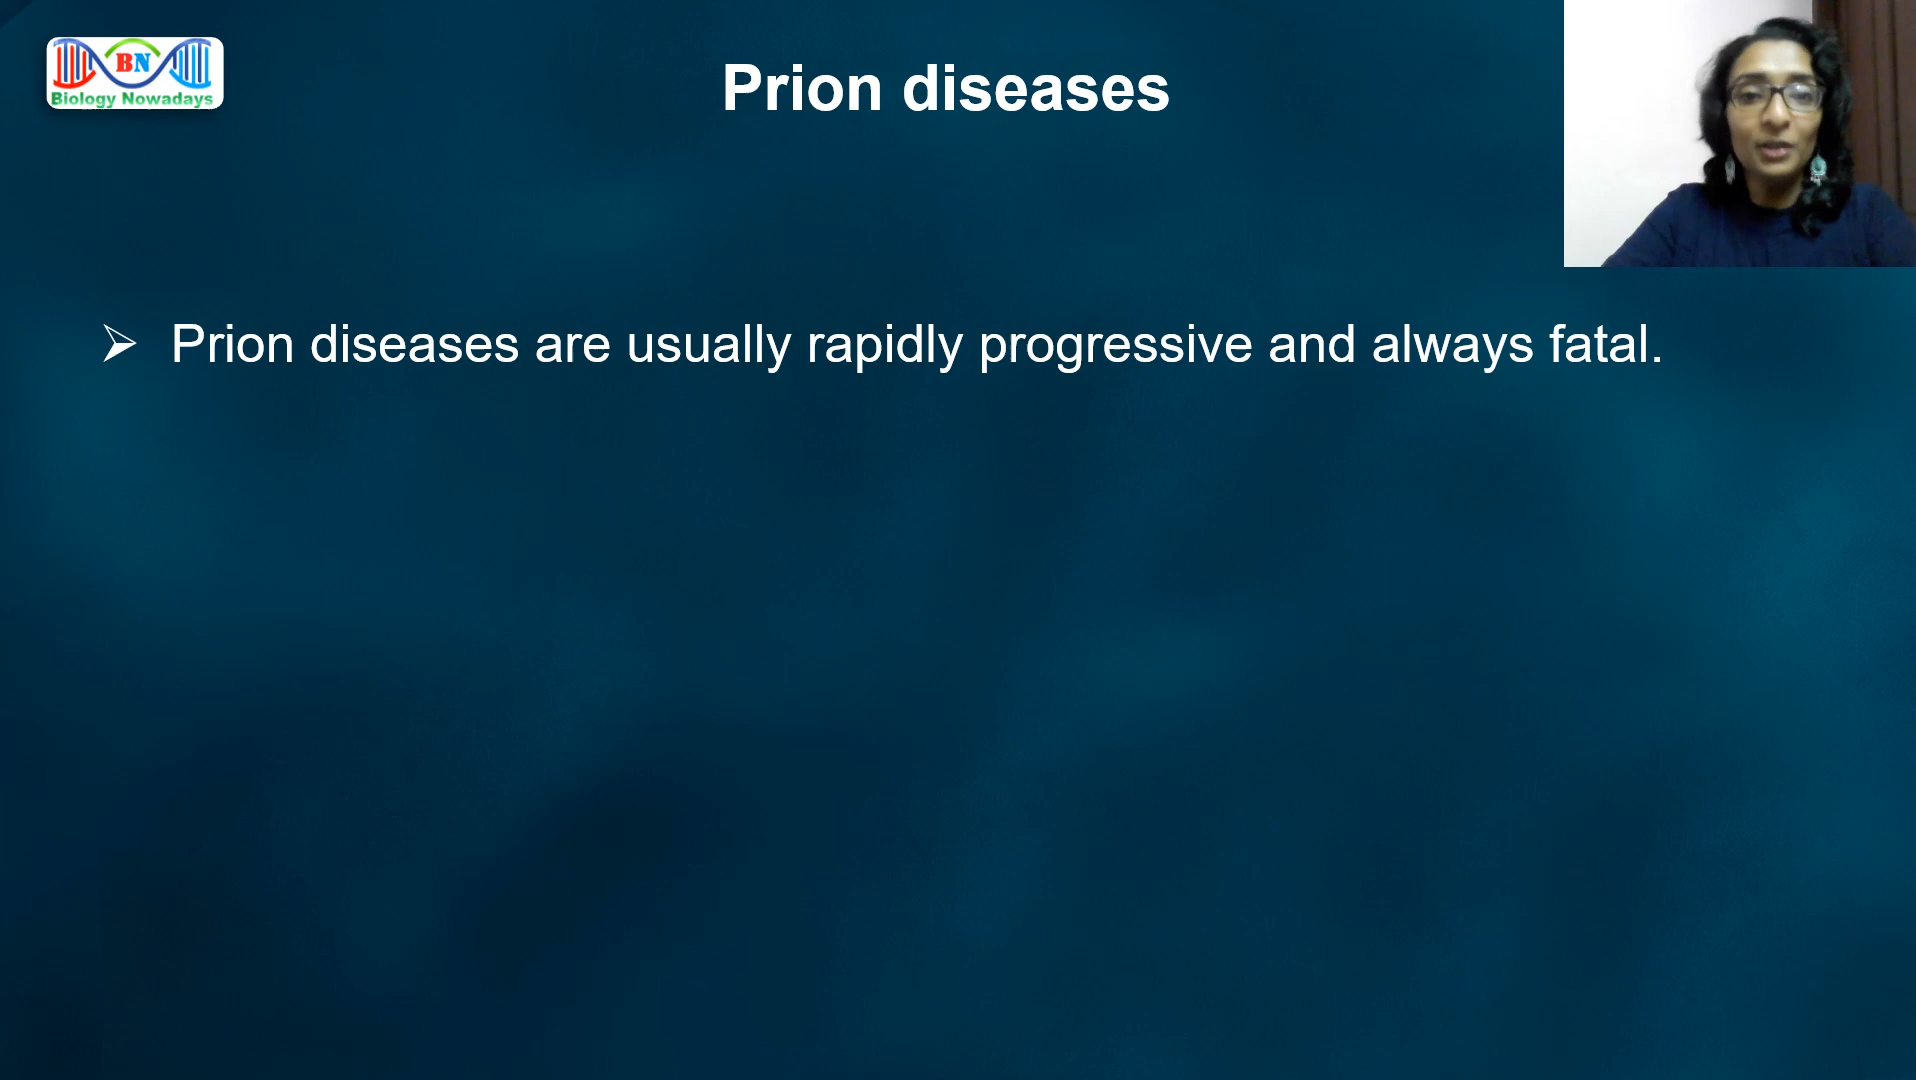 BN
Biology Nowadays
Prion diseases
➢ Prion diseases are usually rapidly progressive and always fatal.